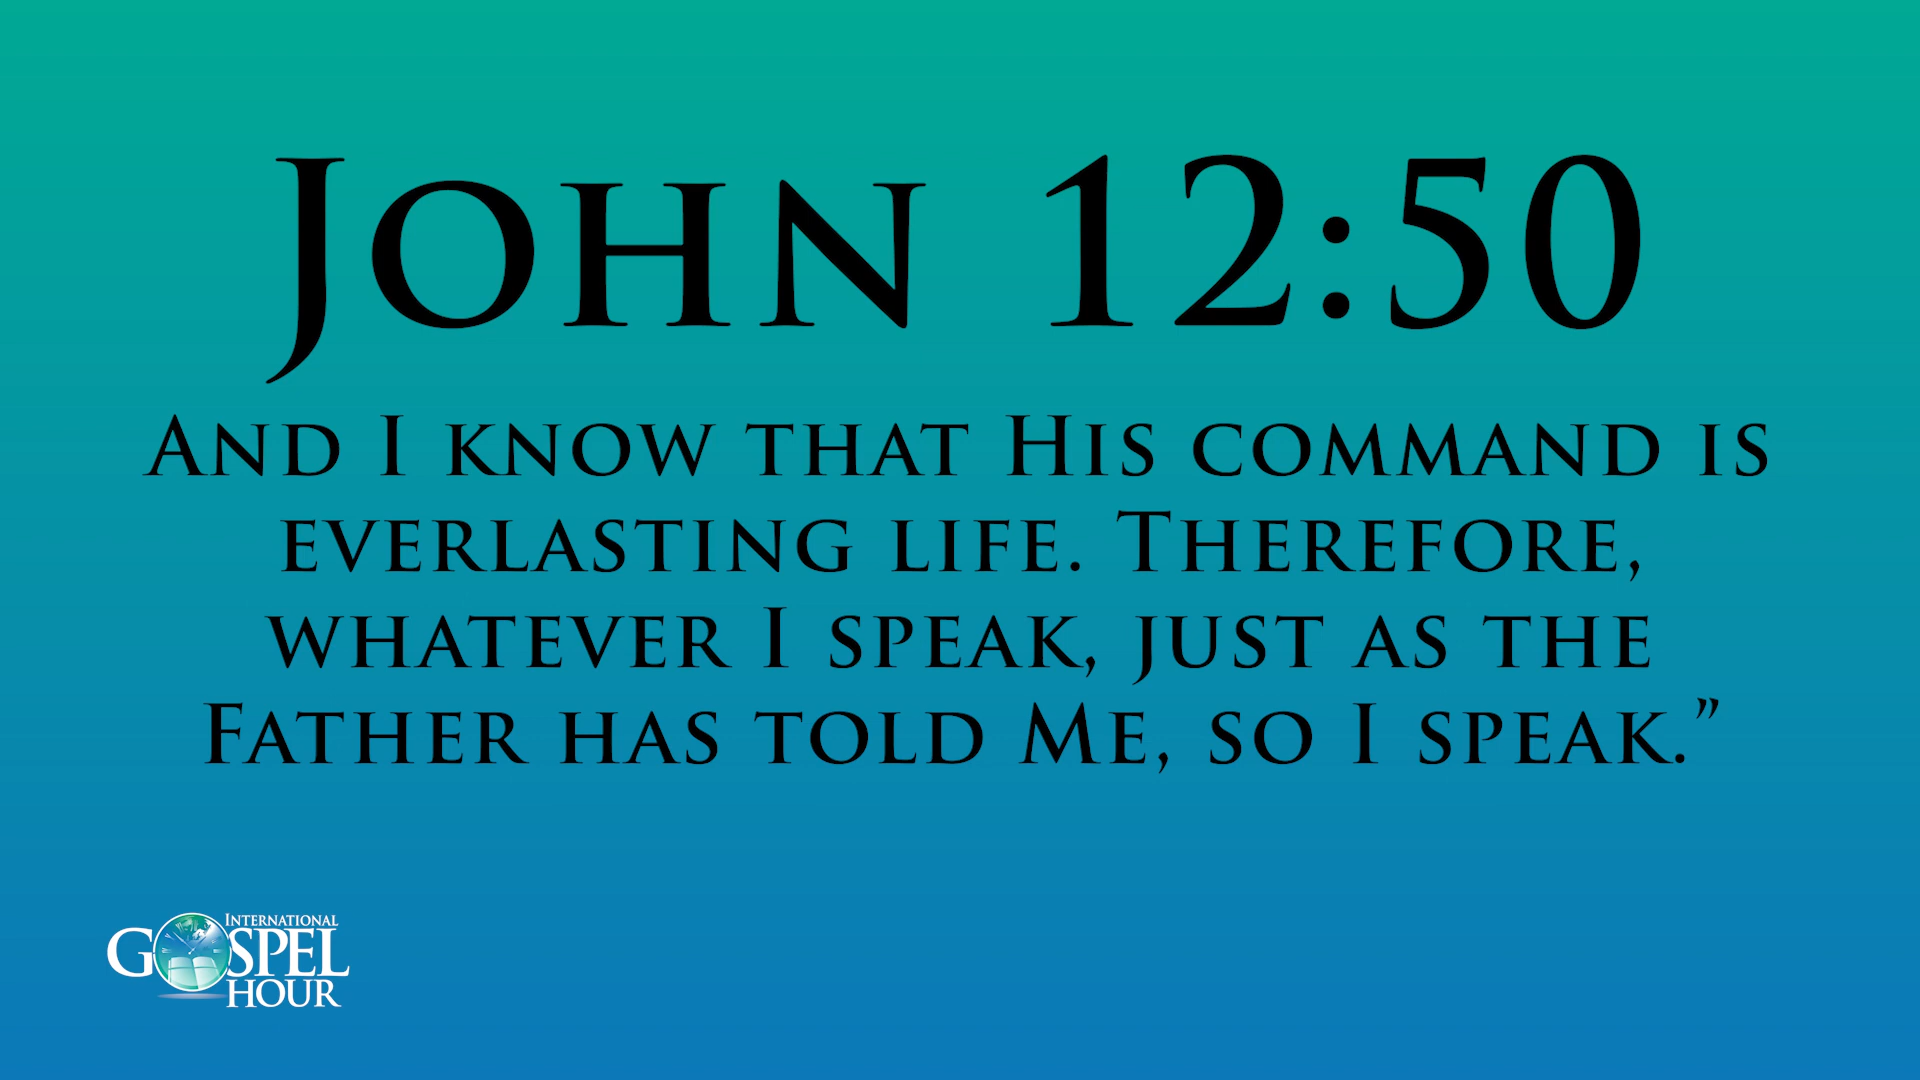 John 12:50
And I know that His command is
everlasting life. Therefore,
whatever I speak, just as the
Father has told Me, so I speak.”
International
Gospel
Hour